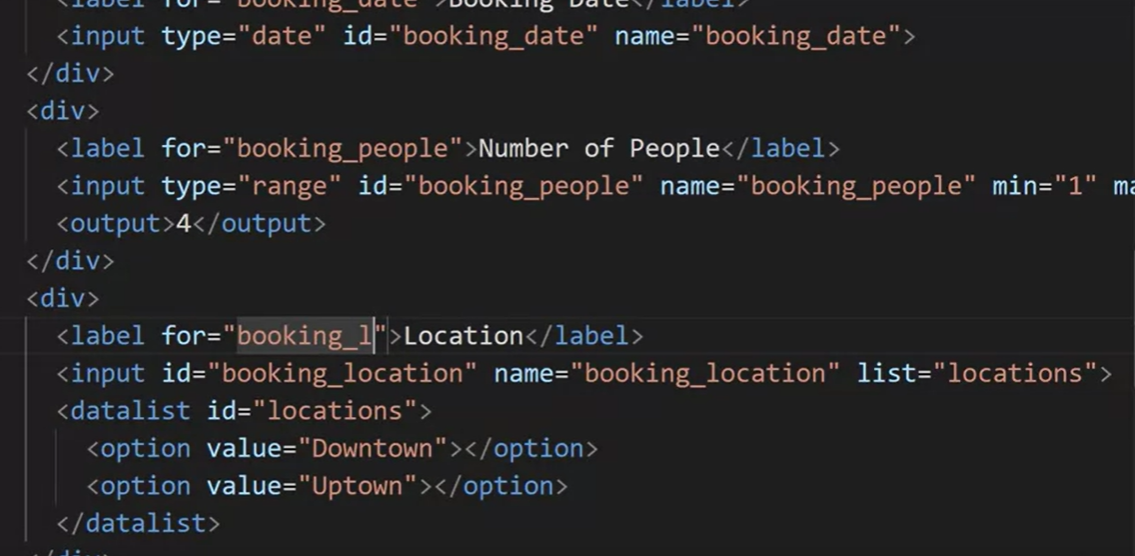 <label for="booking_date">Booking Date</label>
<input type="date" id="booking_date" name="booking_date">
</div>
<div>
<label for="booking_people">Number of People</label>
<input type="range" id="booking_people" name="booking_people" min="1" ma
<output>4</output>
</div>
<div>
<label for="booking_l">Location</label>
<input id="booking_location" name="booking_location" list="locations">
<datalist id="locations">
<option value="Downtown"></option>
<option value="Uptown"></option>
</datalist>
</div>